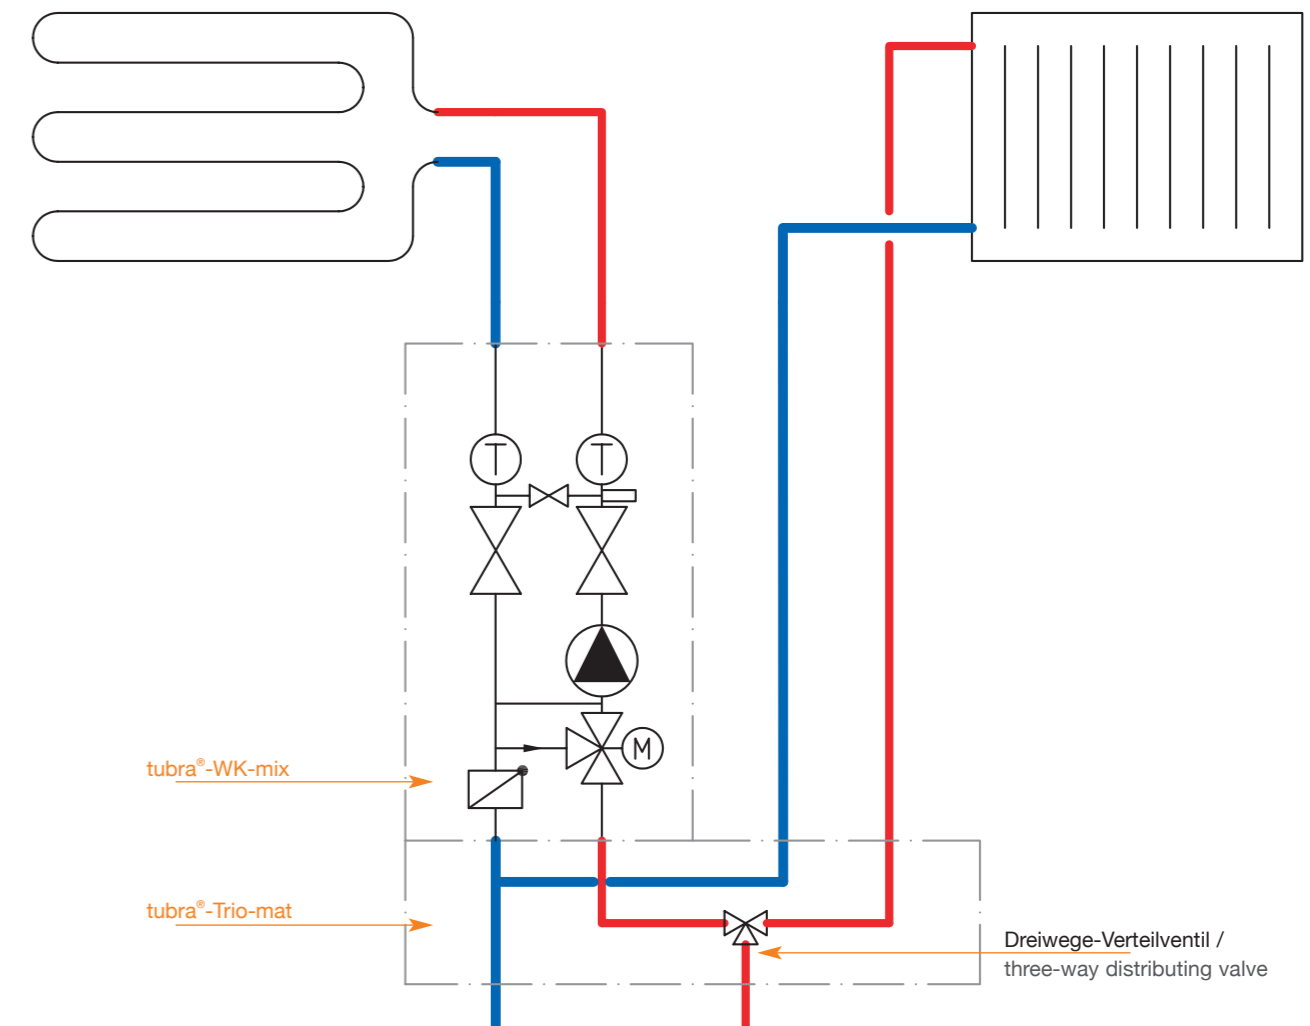 T T
M
tubra®-WK-mix
tubra®-Trio-mat
Dreiwege-Verteilventil /
three-way distributing valve